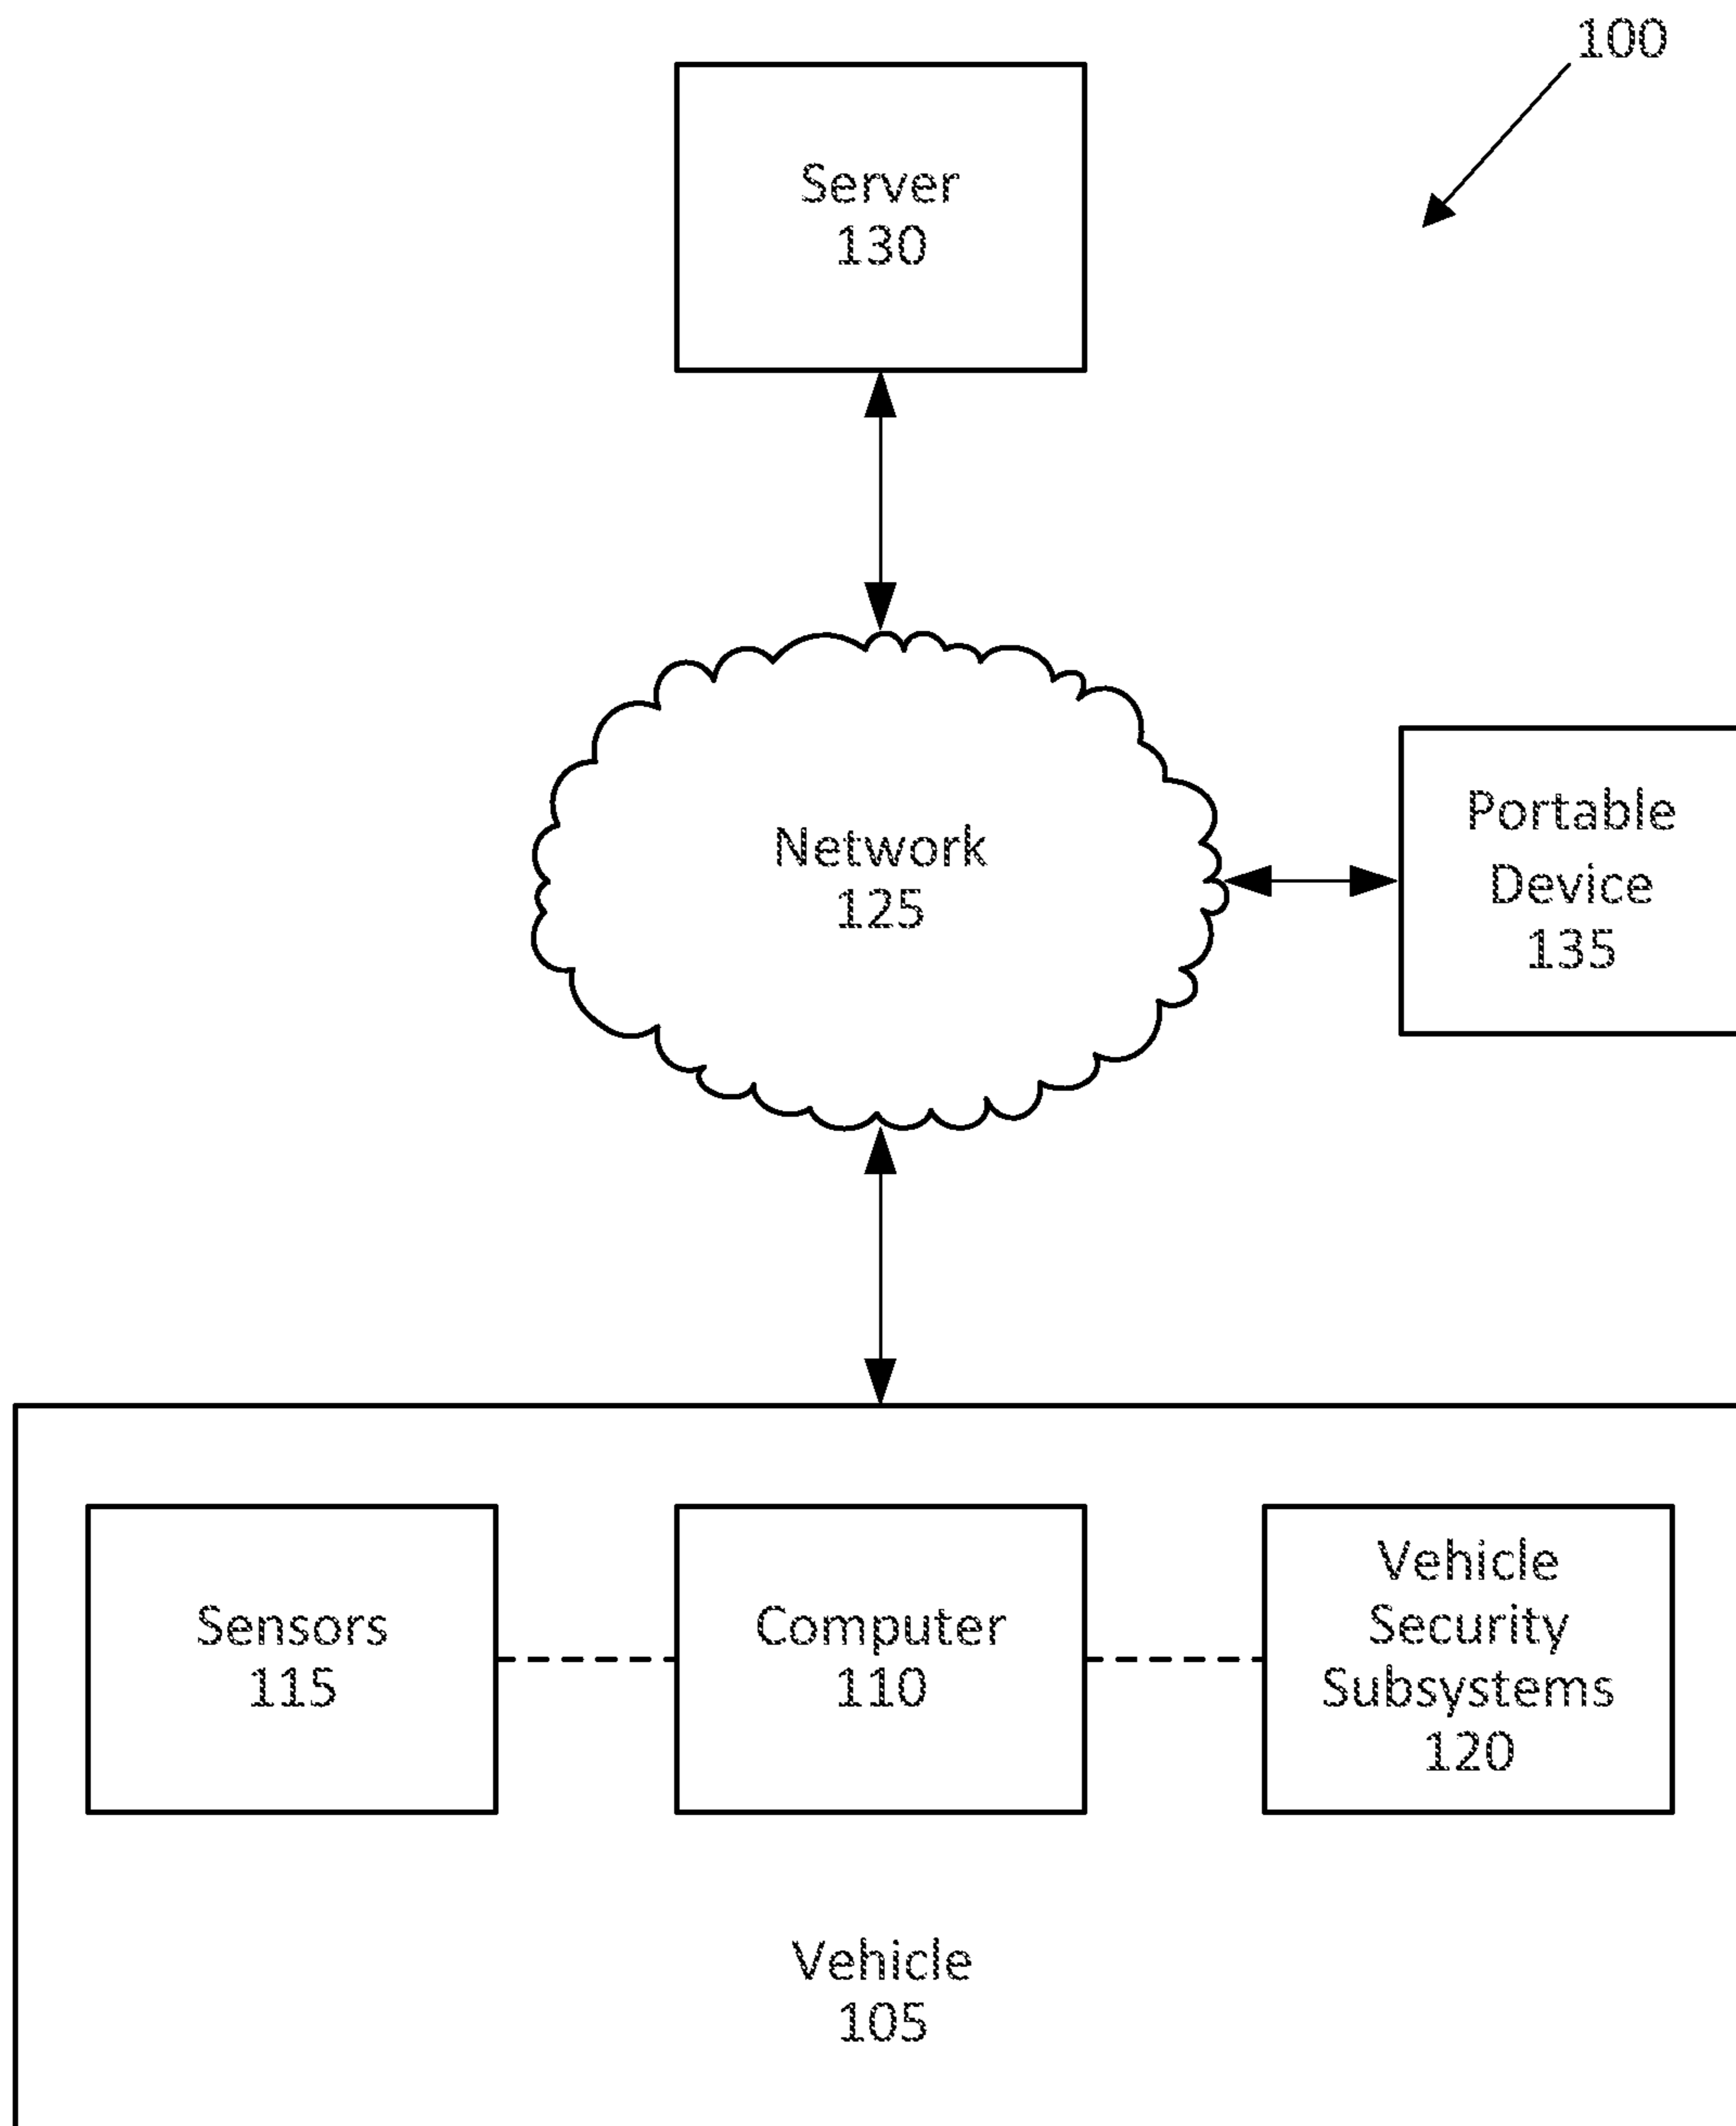 100
Server
130
Network
125
Portable
Device
135
Sensors
115
Computer
110
Vehicle
Security
Subsystems
120
Vehicle
105